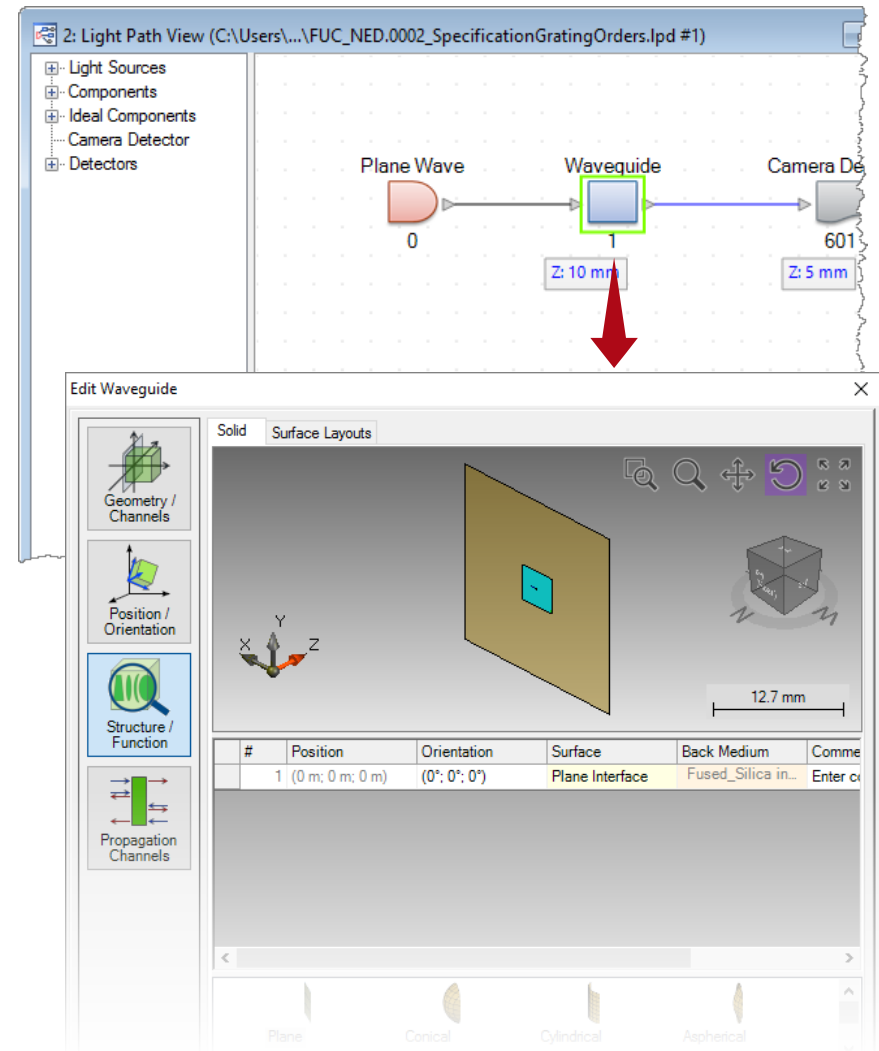 2: Light Path View (C:\Users\...\FUC_NED.0002_SpecificationGratingOrders.lpd #1)
Light Sources
Components
Ideal Components
Camera Detector
Detectors
Plane Wave
Waveguide
Camera De
0
1
601
Z: 10 mm
Z: 5 mm
Edit Waveguide
Solid
Surface Layouts
Geometry /
Channels
Position /
Orientation
Structure /
Function
Propagation
Channels
Y
X
Z
12.7 mm
# Position Orientation Surface Back Medium Comme
1 (0 m; 0 m; 0 m) (0°; 0°; 0°) Plane Interface Fused_Silica in... Enter co
Plane
Conical
Cylindrical
Aspherical